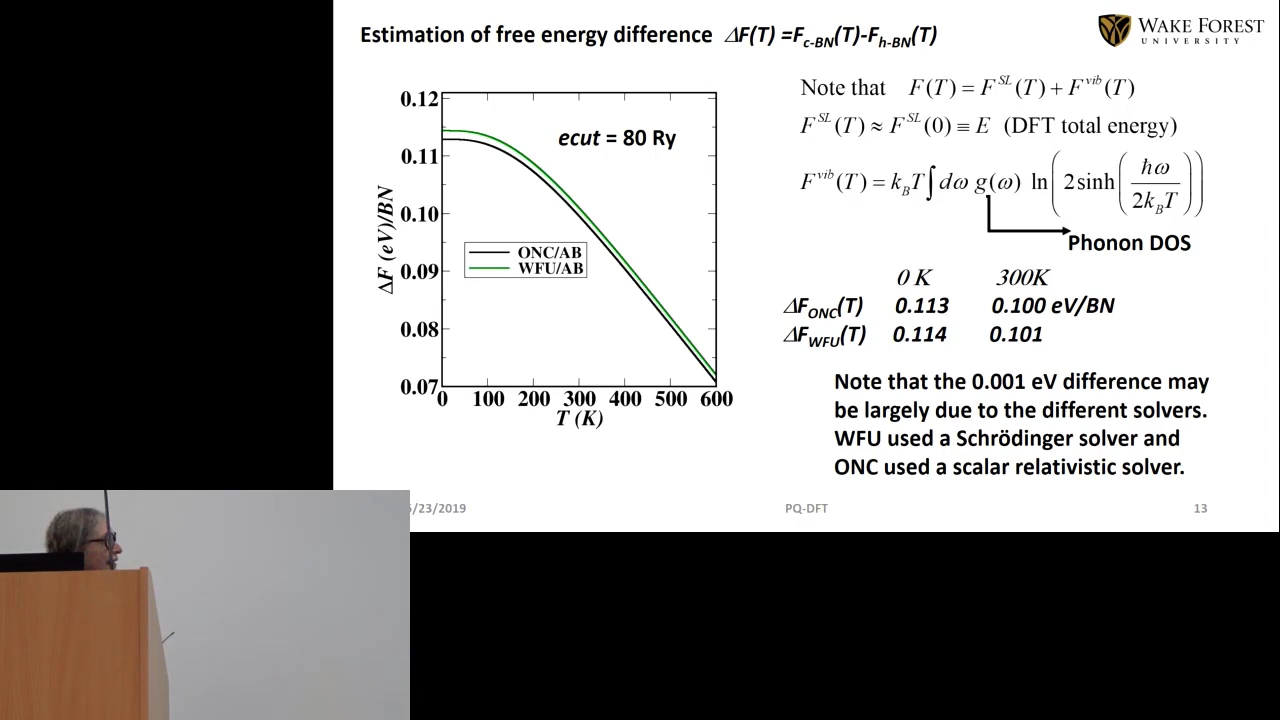 Estimation of free energy difference ΔF(T) =Fc-BN(T)-Fh-BN(T)
WAKE FOREST
UNIVERSITY
0.12
0.11
0.10
0.09
0.08
0.07
ΔF (eV)/BN
ecut = 80 Ry
ONC/AB
WFU/AB
0 100 200 300 400 500 600
T (K)
Note that F(T) = F^SL(T) + F^vib(T)
F^SL(T) ≈ F^SL(0) ≡ E (DFT total energy)
F^vib(T) = k_B T ∫ dω g(ω) ln(2 sinh(ħω / 2k_B T))
Phonon DOS
0 K 300K
ΔF_ONC(T) 0.113 0.100 eV/BN
ΔF_WFU(T) 0.114 0.101
Note that the 0.001 eV difference may
be largely due to the different solvers.
WFU used a Schrödinger solver and
ONC used a scalar relativistic solver.
/23/2019
PQ-DFT
13